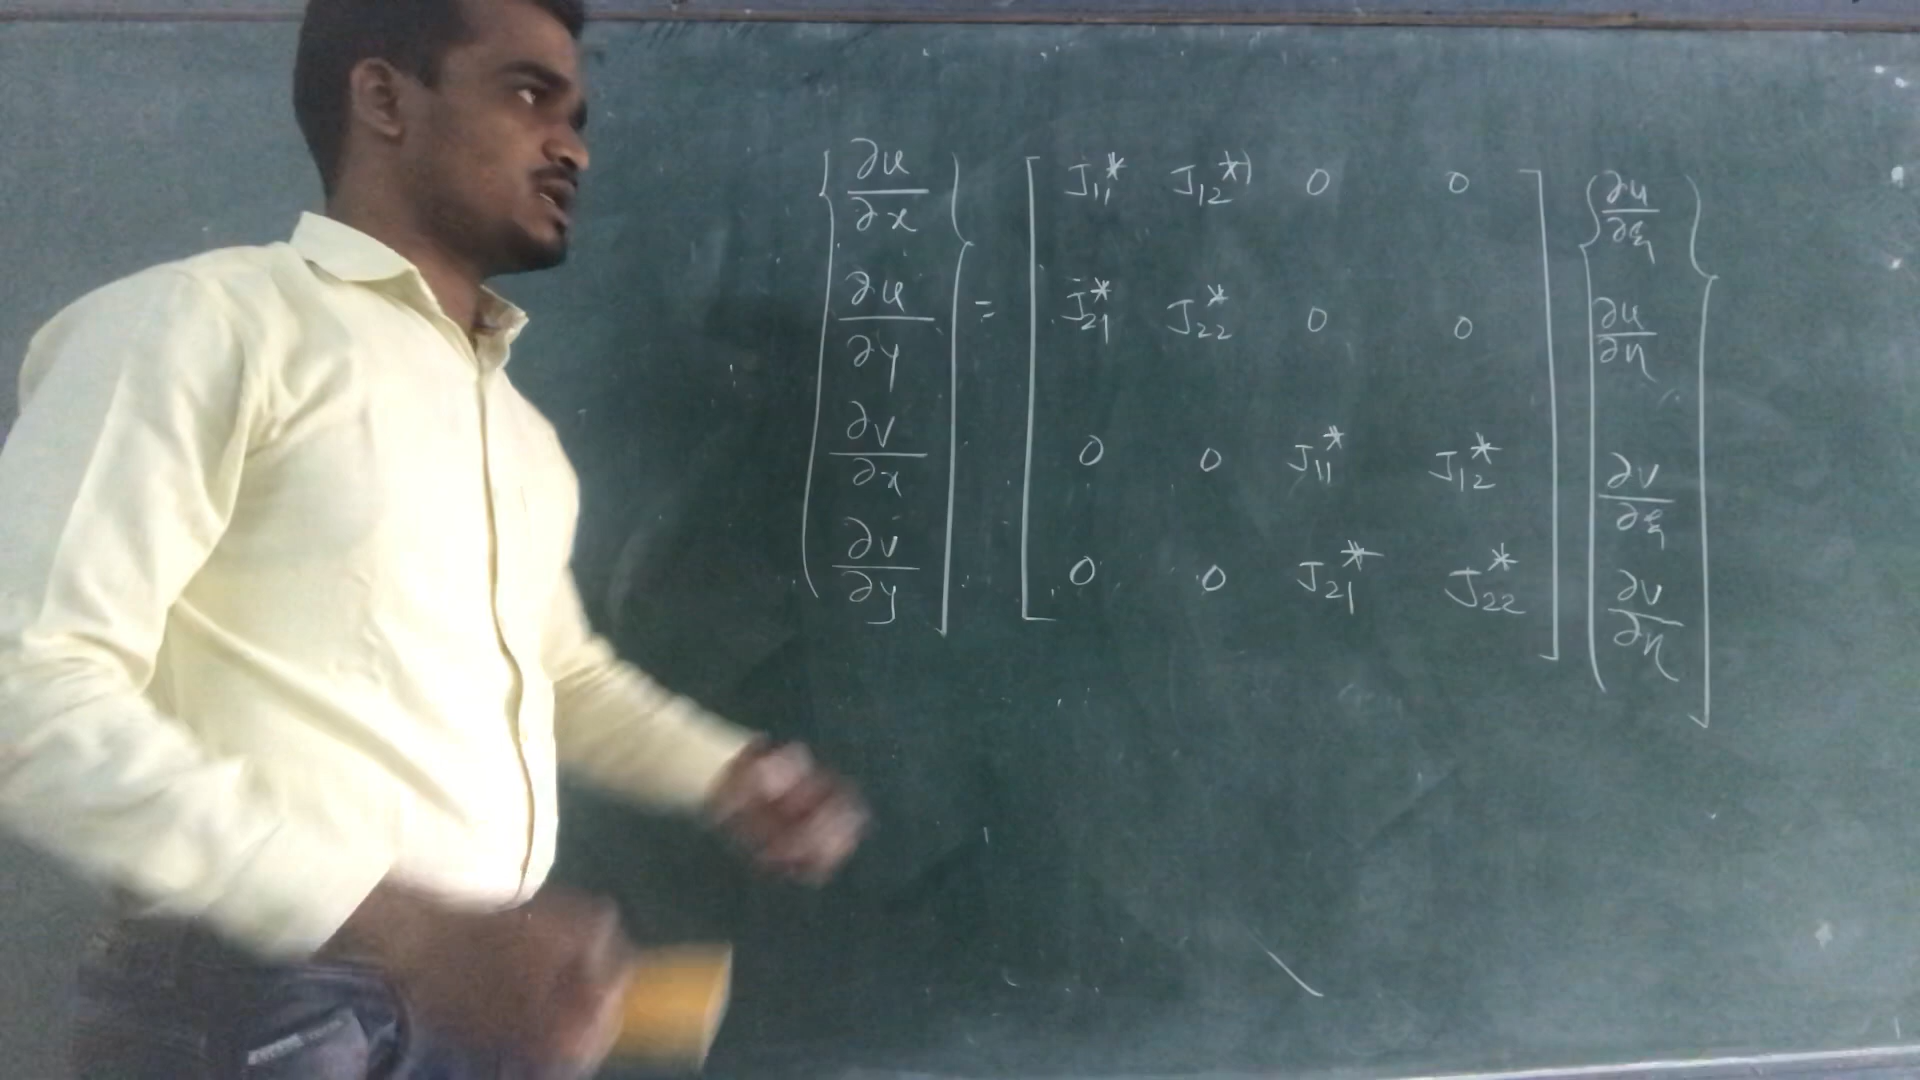 ∂u/∂x J₁₁* J₁₂* 0 0 ∂u/∂ξ
∂u/∂y = J₂₁* J₂₂* 0 0 ∂u/∂η
∂v/∂x 0 0 J₁₁* J₁₂* ∂v/∂ξ
∂v/∂y 0 0 J₂₁* J₂₂* ∂v/∂η